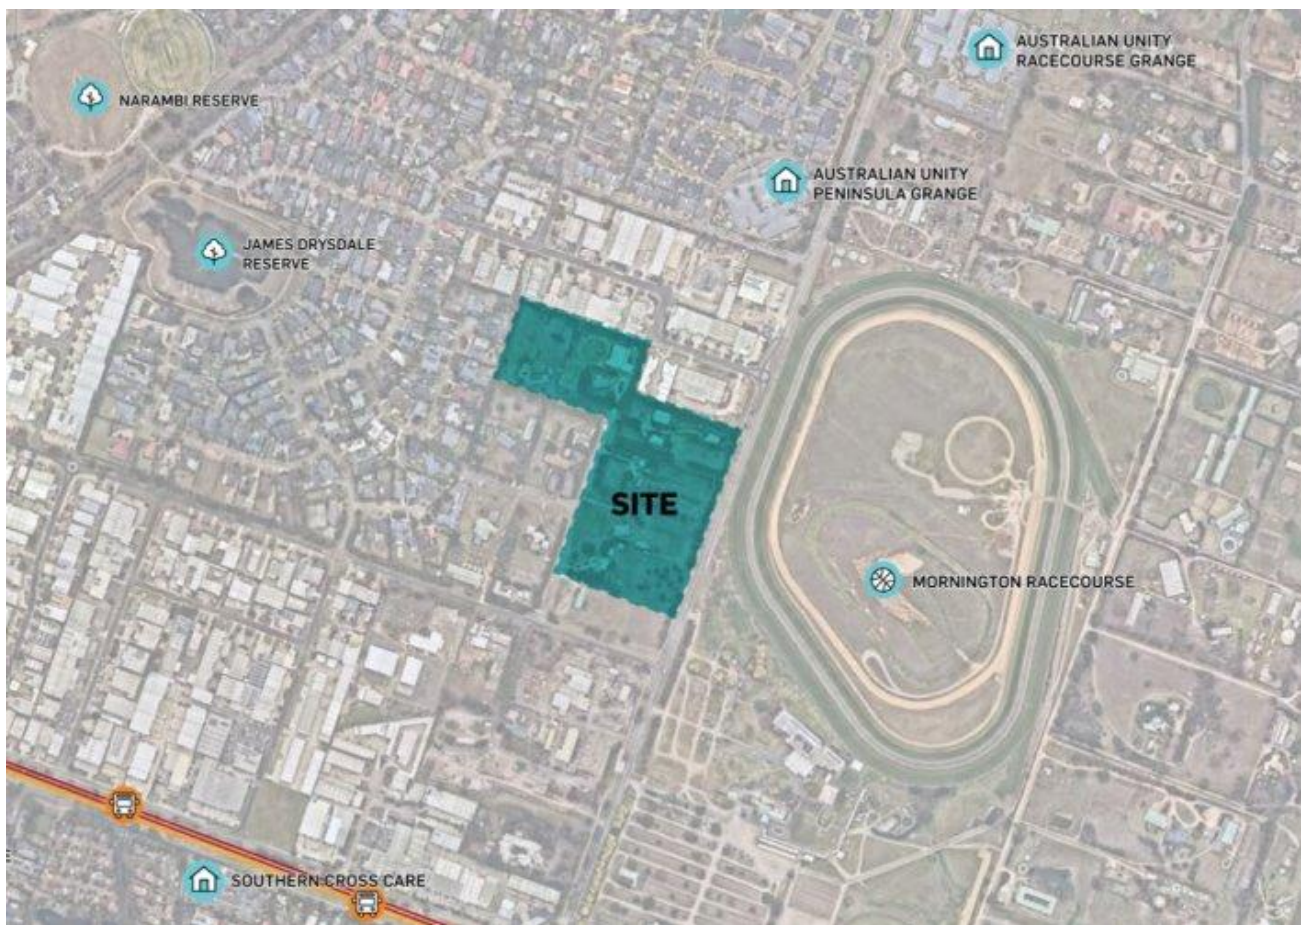 AUSTRALIAN UNITY
RACECOURSE GRANGE
NARAMBI RESERVE
AUSTRALIAN UNITY
PENINSULA GRANGE
JAMES DRYSDALE
RESERVE
SITE
MORNINGTON RACECOURSE
SOUTHERN CROSS CARE